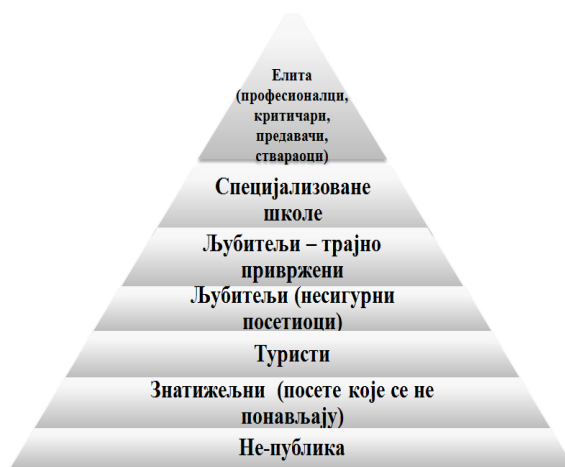 Елита
(професионалци,
критичари,
предавачи,
ствараоци)
Специјализоване
школе
Љубитељи – трајно
привржени
Љубитељи (несигурни
посетиоци)
Туристи
Знатижељни (посете које се не
понављају)
Не-публика